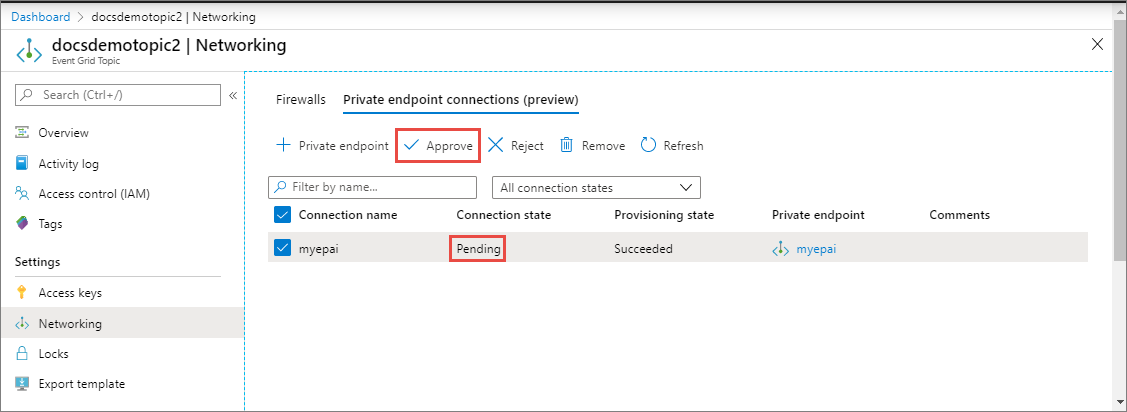 Dashboard > docsdemotopic2 | Networking
docsdemotopic2 | Networking
Event Grid Topic
Search (Ctrl+/)
Overview
Activity log
Access control (IAM)
Tags
Settings
Access keys
Networking
Locks
Export template
Firewalls Private endpoint connections (preview)
Private endpoint Approve Reject Remove Refresh
Filter by name... All connection states
Connection name Connection state Provisioning state Private endpoint Comments
myepai Pending Succeeded myepai